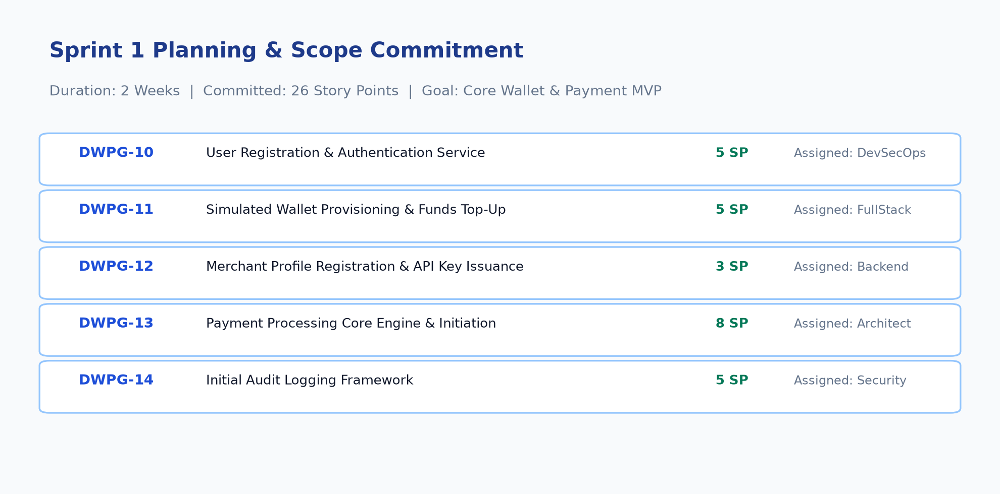 Sprint 1 Planning & Scope Commitment
Duration: 2 Weeks | Committed: 26 Story Points | Goal: Core Wallet & Payment MVP
DWPG-10 User Registration & Authentication Service 5 SP Assigned: DevSecOps
DWPG-11 Simulated Wallet Provisioning & Funds Top-Up 5 SP Assigned: FullStack
DWPG-12 Merchant Profile Registration & API Key Issuance 3 SP Assigned: Backend
DWPG-13 Payment Processing Core Engine & Initiation 8 SP Assigned: Architect
DWPG-14 Initial Audit Logging Framework 5 SP Assigned: Security